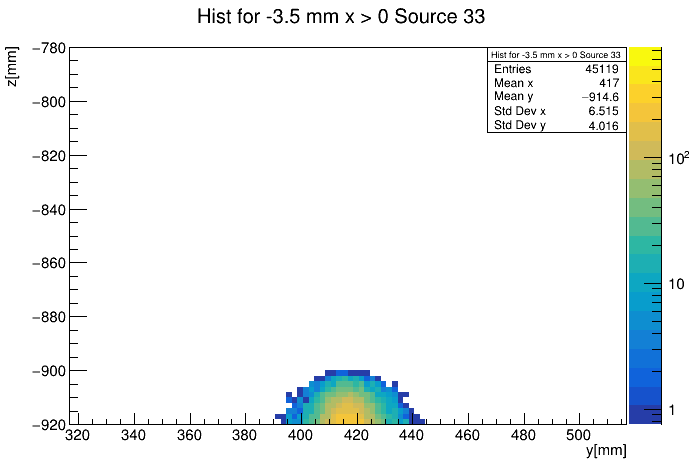 Hist for -3.5 mm x > 0 Source 33
z[mm]
Hist for -3.5 mm x > 0 Source 33
Entries 45119
Mean x 417
Mean y −914.6
Std Dev x 6.515
Std Dev y 4.016
−780
−800
−820
−840
−860
−880
−900
−920
10²
10
1
320 340 360 380 400 420 440 460 480 500
y[mm]